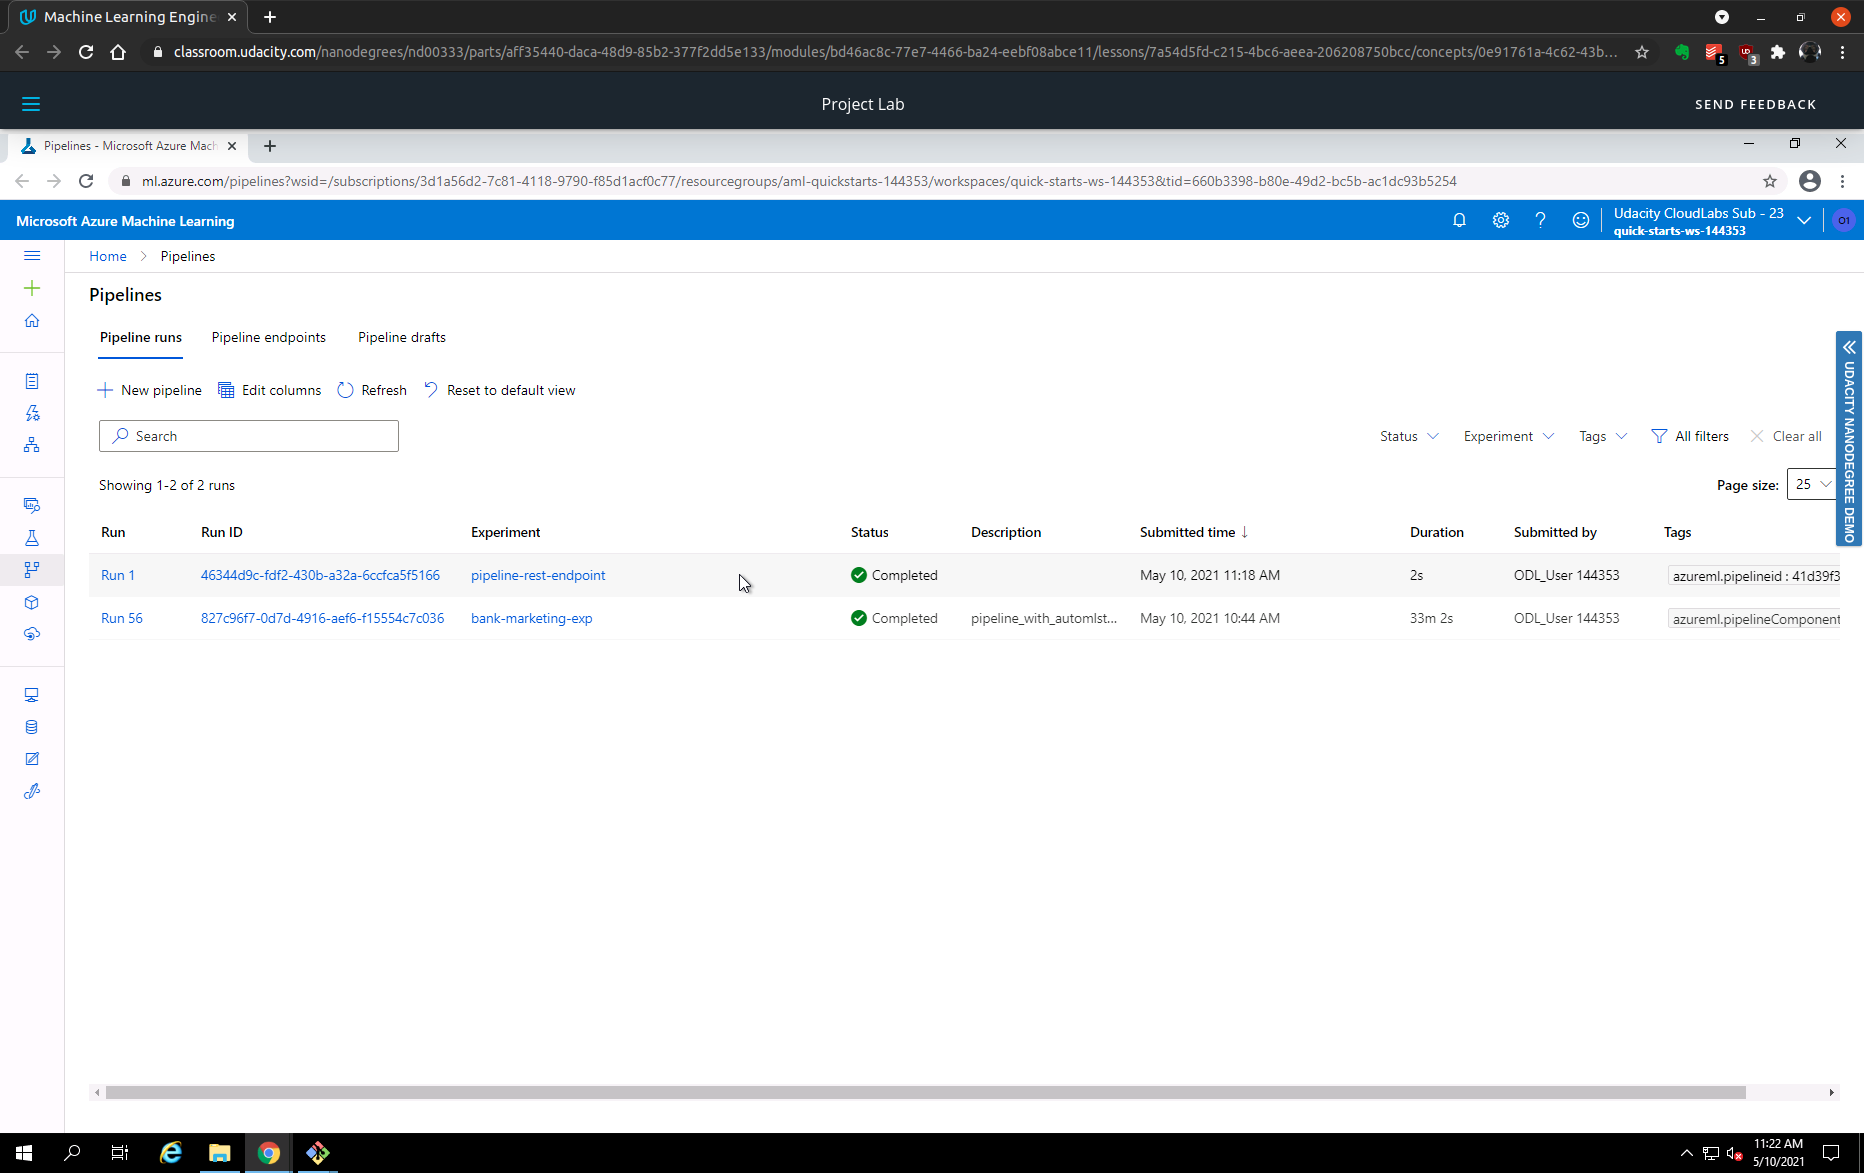 Machine Learning Engine
classroom.udacity.com/nanodegrees/nd00333/parts/aff35440-daca-48d9-85b2-377f2dd5e133/modules/bd46ac8c-77e7-4466-ba24-eebf08abce11/lessons/7a54d5fd-c215-4bc6-aeea-206208750bcc/concepts/0e91761a-4c62-43b...
5
3
Project Lab
SEND FEEDBACK
Pipelines - Microsoft Azure Mach
ml.azure.com/pipelines?wsid=/subscriptions/3d1a56d2-7c81-4118-9790-f85d1acf0c77/resourcegroups/aml-quickstarts-144353/workspaces/quick-starts-ws-144353&tid=660b3398-b80e-49d2-bc5b-ac1dc93b5254
Microsoft Azure Machine Learning
Udacity CloudLabs Sub - 23
quick-starts-ws-144353
O1
Home > Pipelines
Pipelines
Pipeline runs Pipeline endpoints Pipeline drafts
New pipeline Edit columns Refresh Reset to default view
Search
Status Experiment Tags All filters Clear all
Showing 1-2 of 2 runs
Page size: 25
UDACITY NANODEGREE DEMO
Run Run ID Experiment Status Description Submitted time ↓ Duration Submitted by Tags
Run 1 46344d9c-fdf2-430b-a32a-6ccfca5f5166 pipeline-rest-endpoint Completed May 10, 2021 11:18 AM 2s ODL_User 144353 azureml.pipelineid : 41d39f3
Run 56 827c96f7-0d7d-4916-aef6-f15554c7c036 bank-marketing-exp Completed pipeline_with_automlst... May 10, 2021 10:44 AM 33m 2s ODL_User 144353 azureml.pipelineComponent
11:22 AM
5/10/2021